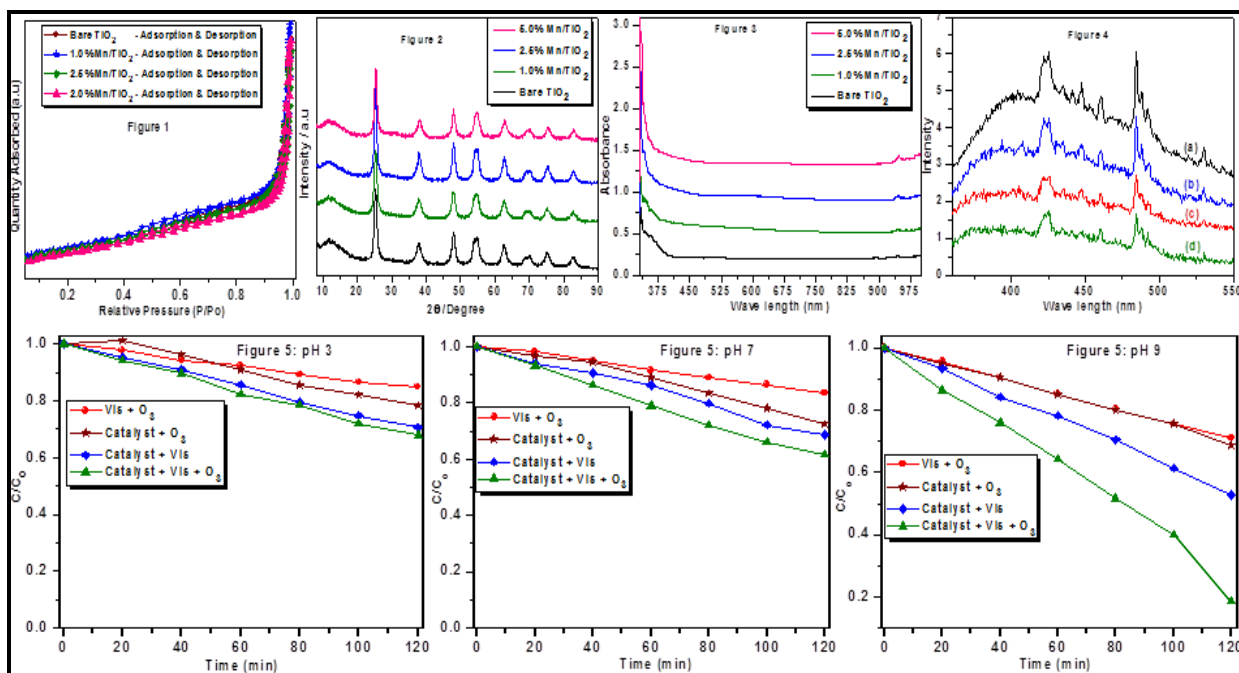 Bare TiO2 - Adsorption & Desorption
1.0%Mn/TiO2- Adsorption & Desorption
2.5%Mn/TiO2- Adsorption & Desorption
2.0%Mn/TiO2- Adsorption & Desorption
Figure 1
Quantity Adsorbed (a.u)
0.2 0.4 0.6 0.8 1.0
Relative Pressure (P/Po)
Figure 2
5.0%Mn/TiO2
2.5%Mn/TiO2
1.0%Mn/TiO2
Bare TiO2
Intensity / a.u
10 20 30 40 50 60 70 80 90
2θ/Degree
Figure 3
5.0%Mn/TiO2
2.5%Mn/TiO2
1.0%Mn/TiO2
Bare TiO2
Absorbance
3.0
2.5
2.0
1.5
1.0
0.5
0.0
375 450 525 600 675 750 825 900 975
Wave length (nm)
Figure 4
Intensity
7
6
5
4
3
2
1
0
(a)
(b)
(c)
(d)
400 450 500 550
Wave length (nm)
Figure 5: pH 3
Vis + O3
Catalyst + O3
Catalyst + Vis
Catalyst + Vis + O3
C/Co
1.0
0.8
0.6
0.4
0.2
0.0
0 20 40 60 80 100 120
Time (min)
Figure 5: pH 7
Vis + O3
Catalyst + O3
Catalyst + Vis
Catalyst + Vis + O3
C/Co
1.0
0.8
0.6
0.4
0.2
0.0
0 20 40 60 80 100 120
Time (min)
Figure 5: pH 9
Vis + O3
Catalyst + O3
Catalyst + Vis
Catalyst + Vis + O3
C/Co
1.0
0.8
0.6
0.4
0.2
0 20 40 60 80 100 120
Time (min)